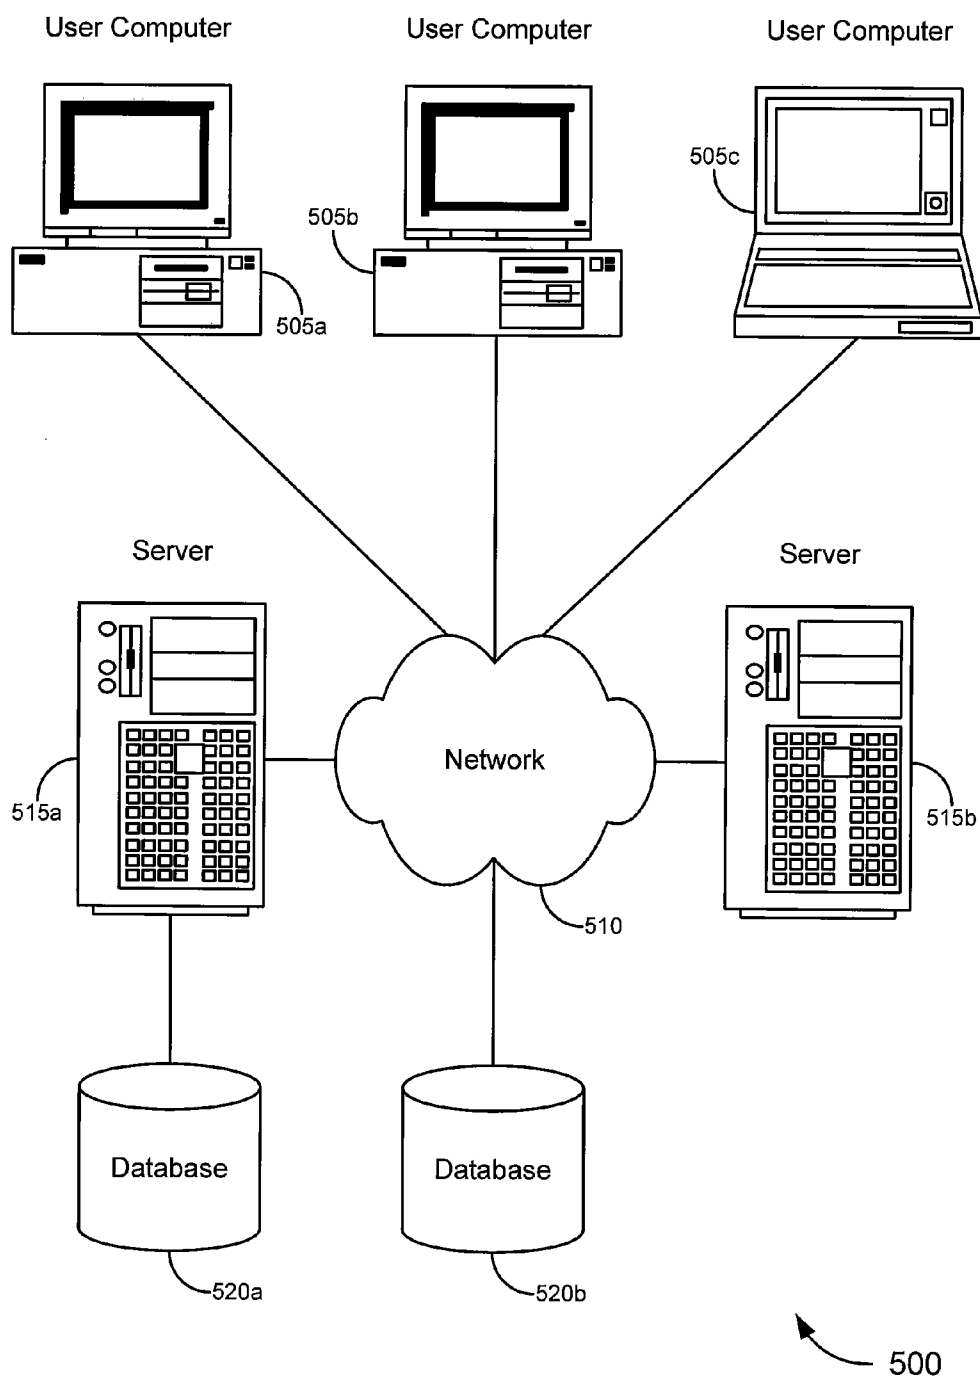 User Computer
User Computer
User Computer
505a
505b
505c
Server
Server
Network
515a
515b
510
Database
Database
520a
520b
500